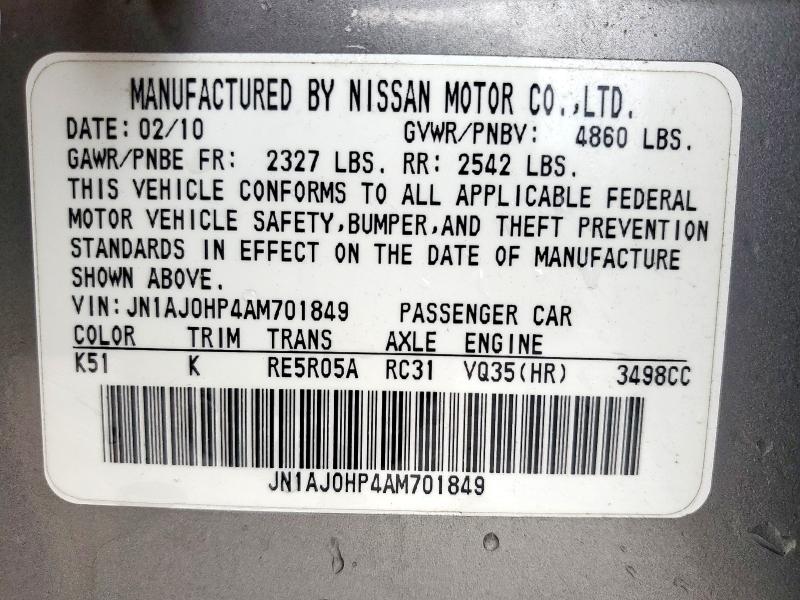 MANUFACTURED BY NISSAN MOTOR CO.,LTD.
DATE: 02/10 GVWR/PNBV: 4860 LBS.
GAWR/PNBE FR: 2327 LBS. RR: 2542 LBS.
THIS VEHICLE CONFORMS TO ALL APPLICABLE FEDERAL
MOTOR VEHICLE SAFETY,BUMPER,AND THEFT PREVENTION
STANDARDS IN EFFECT ON THE DATE OF MANUFACTURE
SHOWN ABOVE.
VIN:JN1AJ0HP4AM701849 PASSENGER CAR
COLOR TRIM TRANS AXLE ENGINE
K51 K RE5R05A RC31 VQ35(HR) 3498CC
JN1AJ0HP4AM701849